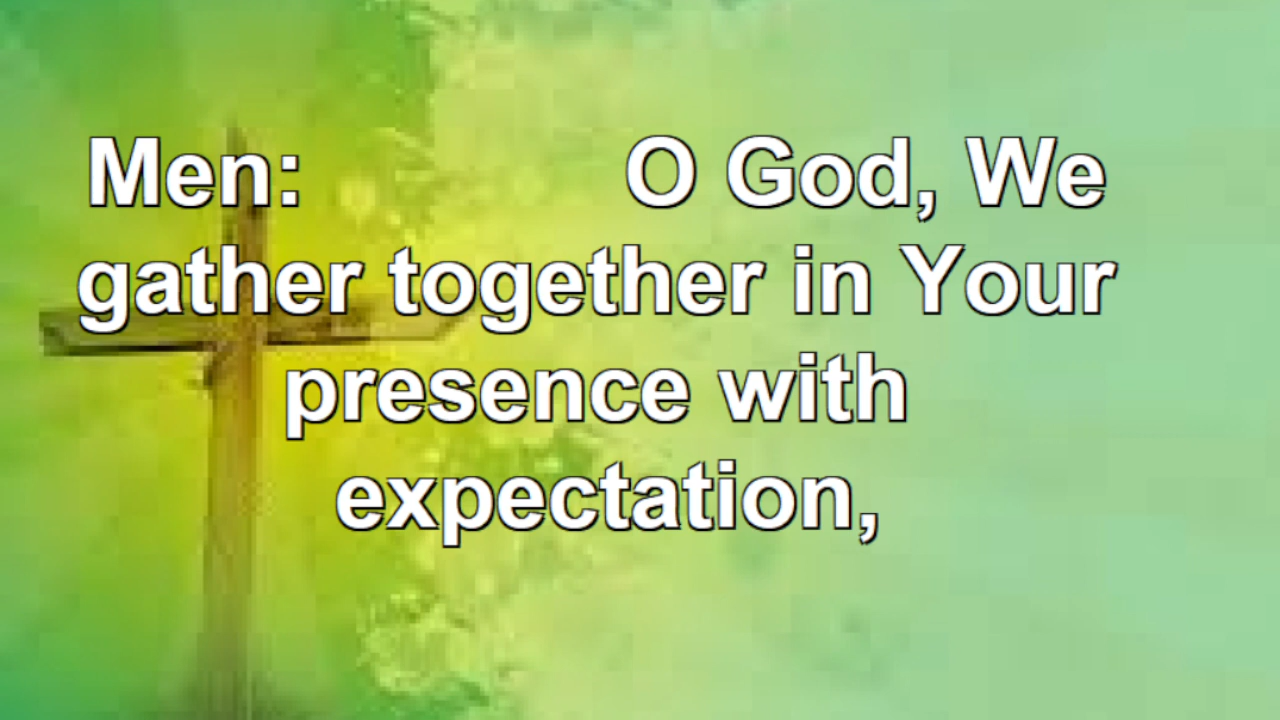 Men: O God, We
gather together in Your
presence with
expectation,